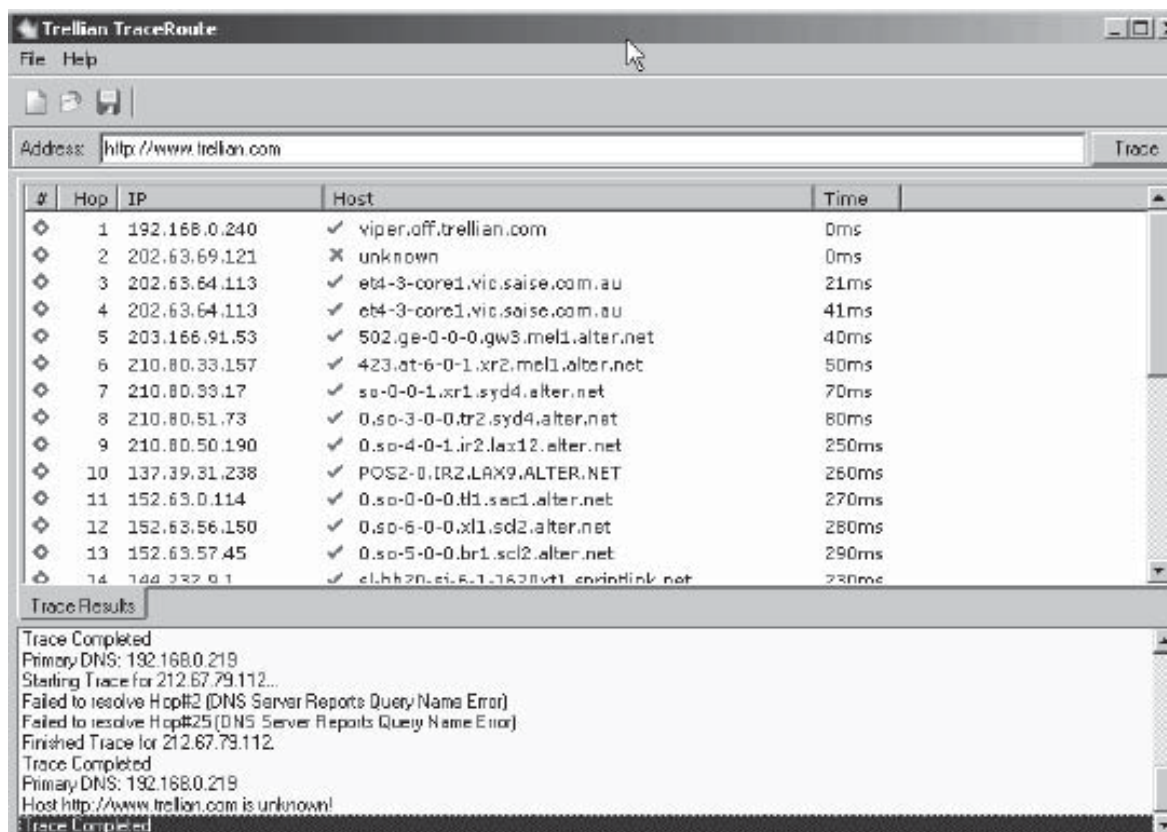 Trellian TraceRoute
File Help
Address: http://www.trellian.com Trace
# Hop IP Host Time
1 192.168.0.240 viper.off.trellian.com 0ms
2 202.63.69.121 unknown 0ms
3 202.63.64.113 et4-3-core1.vic.saise.com.au 21ms
4 202.63.64.113 et4-3-core1.vic.saise.com.au 41ms
5 203.166.91.53 502.ge-0-0-0.gw3.mel1.alter.net 40ms
6 210.80.33.157 423.at-6-0-1.xr2.mel1.alter.net 50ms
7 210.80.33.17 so-0-0-1.xr1.syd4.alter.net 70ms
8 210.80.51.73 0.so-3-0-0.tr2.syd4.alter.net 80ms
9 210.80.50.190 0.so-4-0-1.ir2.lax12.alter.net 250ms
10 137.39.31.238 POS2-0.IR2.LAX9.ALTER.NET 260ms
11 152.63.0.114 0.so-0-0-0.tl1.sac1.alter.net 270ms
12 152.63.56.150 0.so-6-0-0.xl1.scl2.alter.net 280ms
13 152.63.57.45 0.so-5-0-0.br1.scl2.alter.net 290ms
14 144.232.9.1 230ms
Trace Results
Trace Completed
Primary DNS: 192.168.0.219
Starting Trace for 212.67.79.112...
Failed to resolve Hop#2 (DNS Server Reports Query Name Error)
Failed to resolve Hop#25 (DNS Server Reports Query Name Error)
Finished Trace for 212.67.79.112.
Trace Completed
Primary DNS: 192.168.0.219
Host http://www.trellian.com is unknown!
Trace Completed